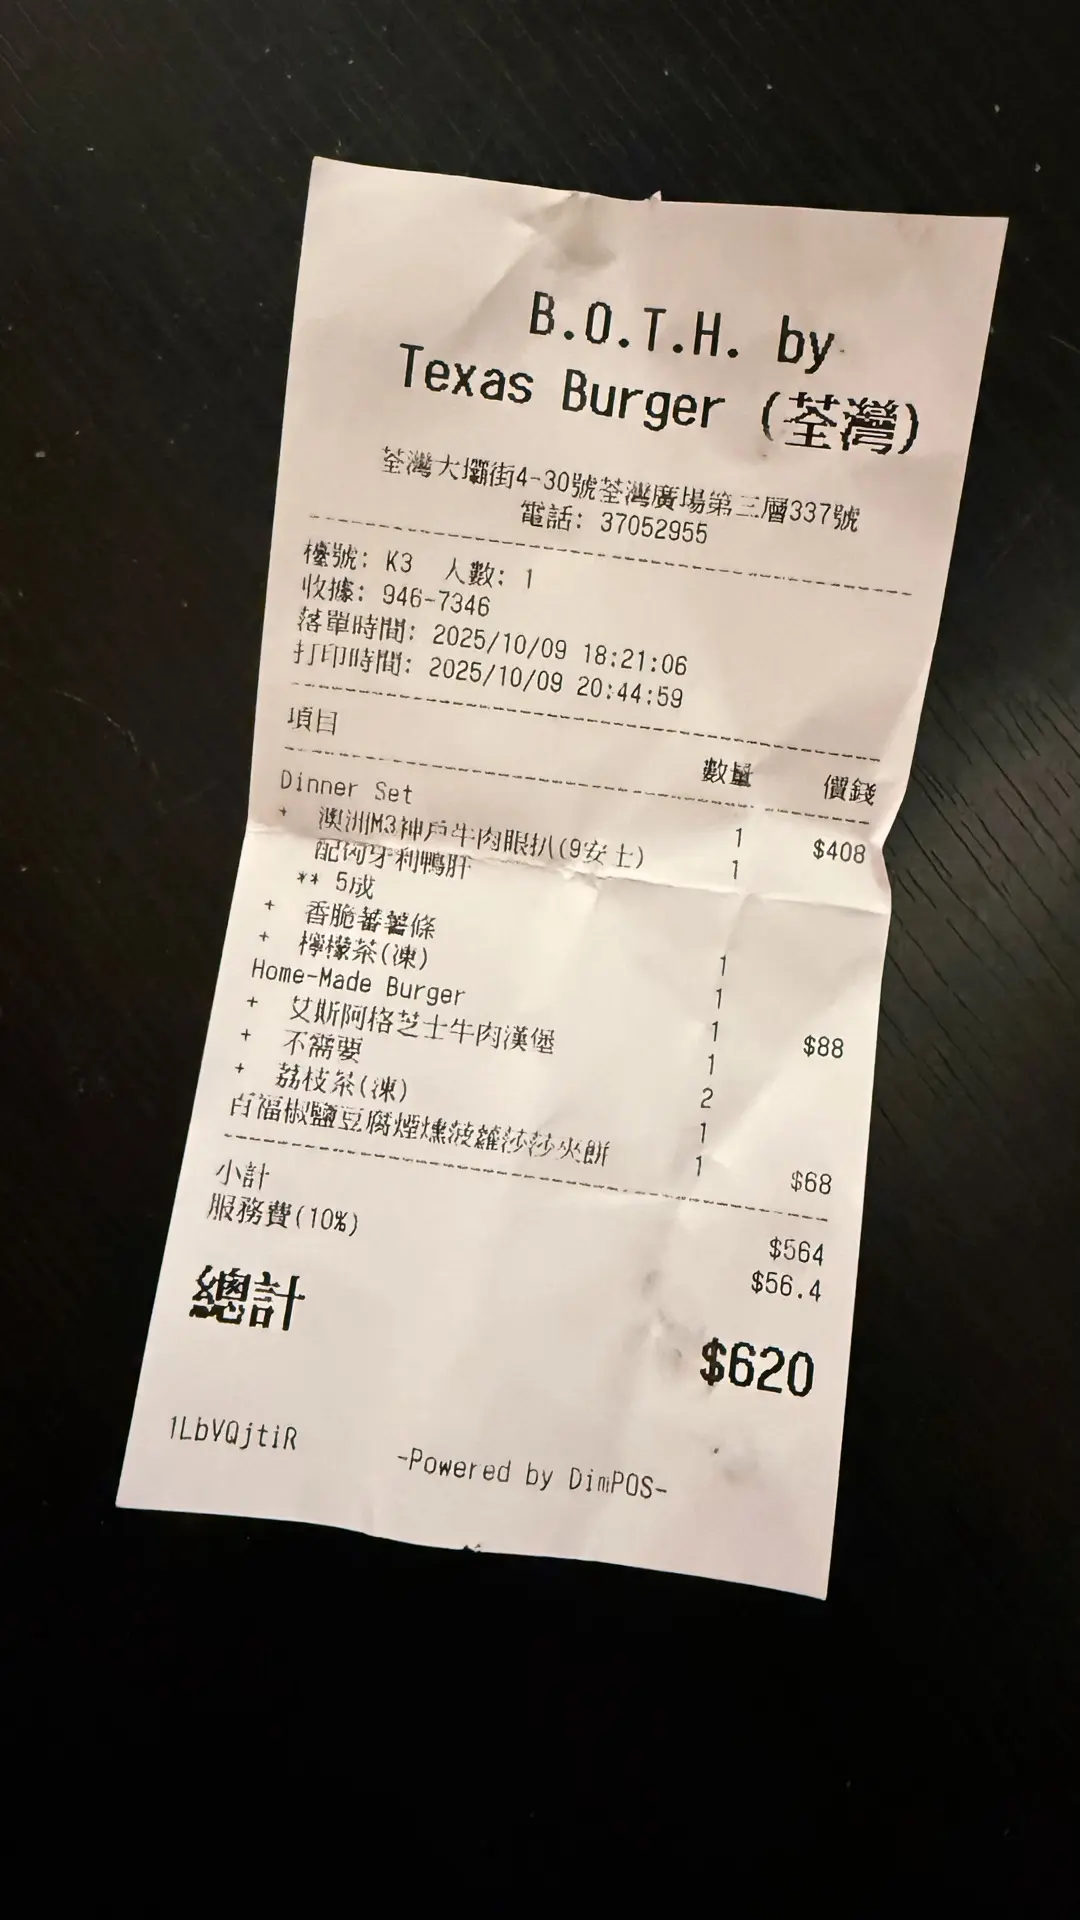 B.O.T.H. by
Texas Burger (荃灣)
荃灣大壩街4-30號荃灣廣場第三層337號
電話: 37052955
檯號: K3 人數: 1
收據: 946-7346
落單時間: 2025/10/09 18:21:06
打印時間: 2025/10/09 20:44:59
項目 數量 價錢
Dinner Set 1 $408
+ 澳洲M3神戶牛肉眼扒(9安士) 1
配匈牙利鴨肝
** 5成
+ 香脆蕃薯條 1
+ 檸檬茶(凍) 1
Home-Made Burger 1 $88
+ 艾斯阿格芝士牛肉漢堡 1
+ 不需要 2
+ 荔枝茶(凍) 1
百福椒鹽豆腐煙燻菠蘿莎莎夾餅 1 $68
小計 $564
服務費(10%) $56.4
總計 $620
1LbVQjtiR
-Powered by DimPOS-